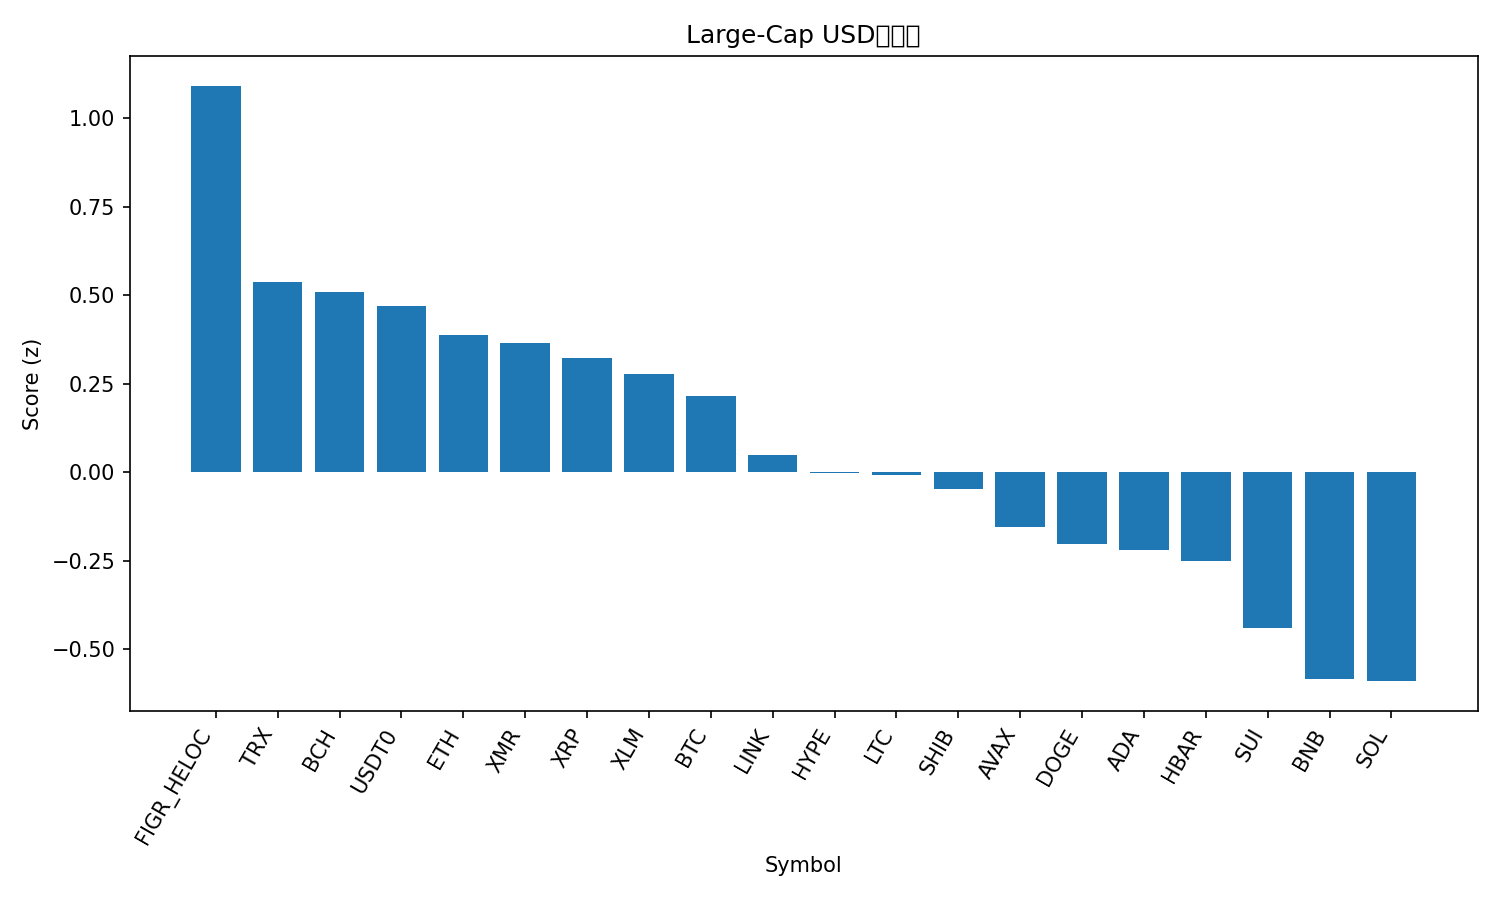 Large-Cap USD
Score (z)
1.00
0.75
0.50
0.25
0.00
−0.25
−0.50
FIGR_HELOC
TRX
BCH
USDT0
ETH
XMR
XRP
XLM
BTC
LINK
HYPE
LTC
SHIB
AVAX
DOGE
ADA
HBAR
SUI
BNB
SOL
Symbol